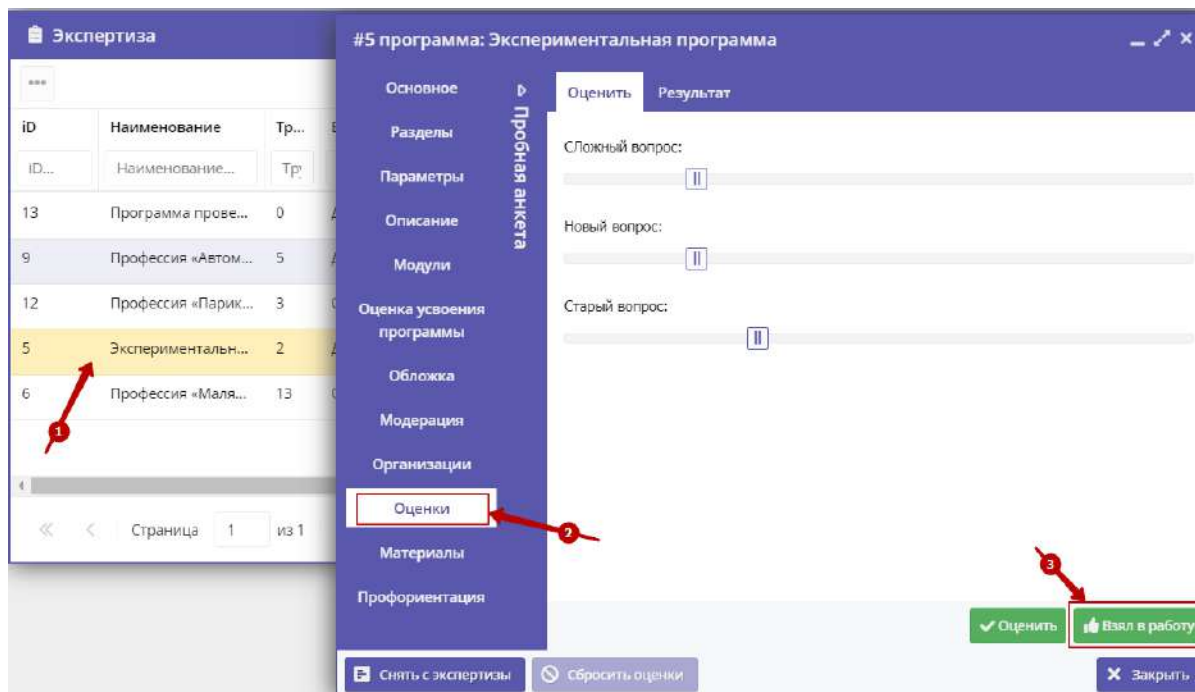 Экспертиза
iD
Наименование
Тр...
iD...
Наименование...
13
Программа прове...
0
9
Профессия «Автом...
5
12
Профессия «Парик...
3
5
Экспериментальн...
2
6
Профессия «Маля...
13
1
Страница
1
из 1
#5 программа: Экспериментальная программа
Основное
Разделы
Параметры
Описание
Модули
Оценка усвоения
программы
Обложка
Модерация
Организации
Оценки
Материалы
Профориентация
2
Пробная анкета
Оценить
Результат
СЛожный вопрос:
Новый вопрос:
Старый вопрос:
3
Оценить
Взял в работу
Снять с экспертизы
Сбросить оценки
Закрыть